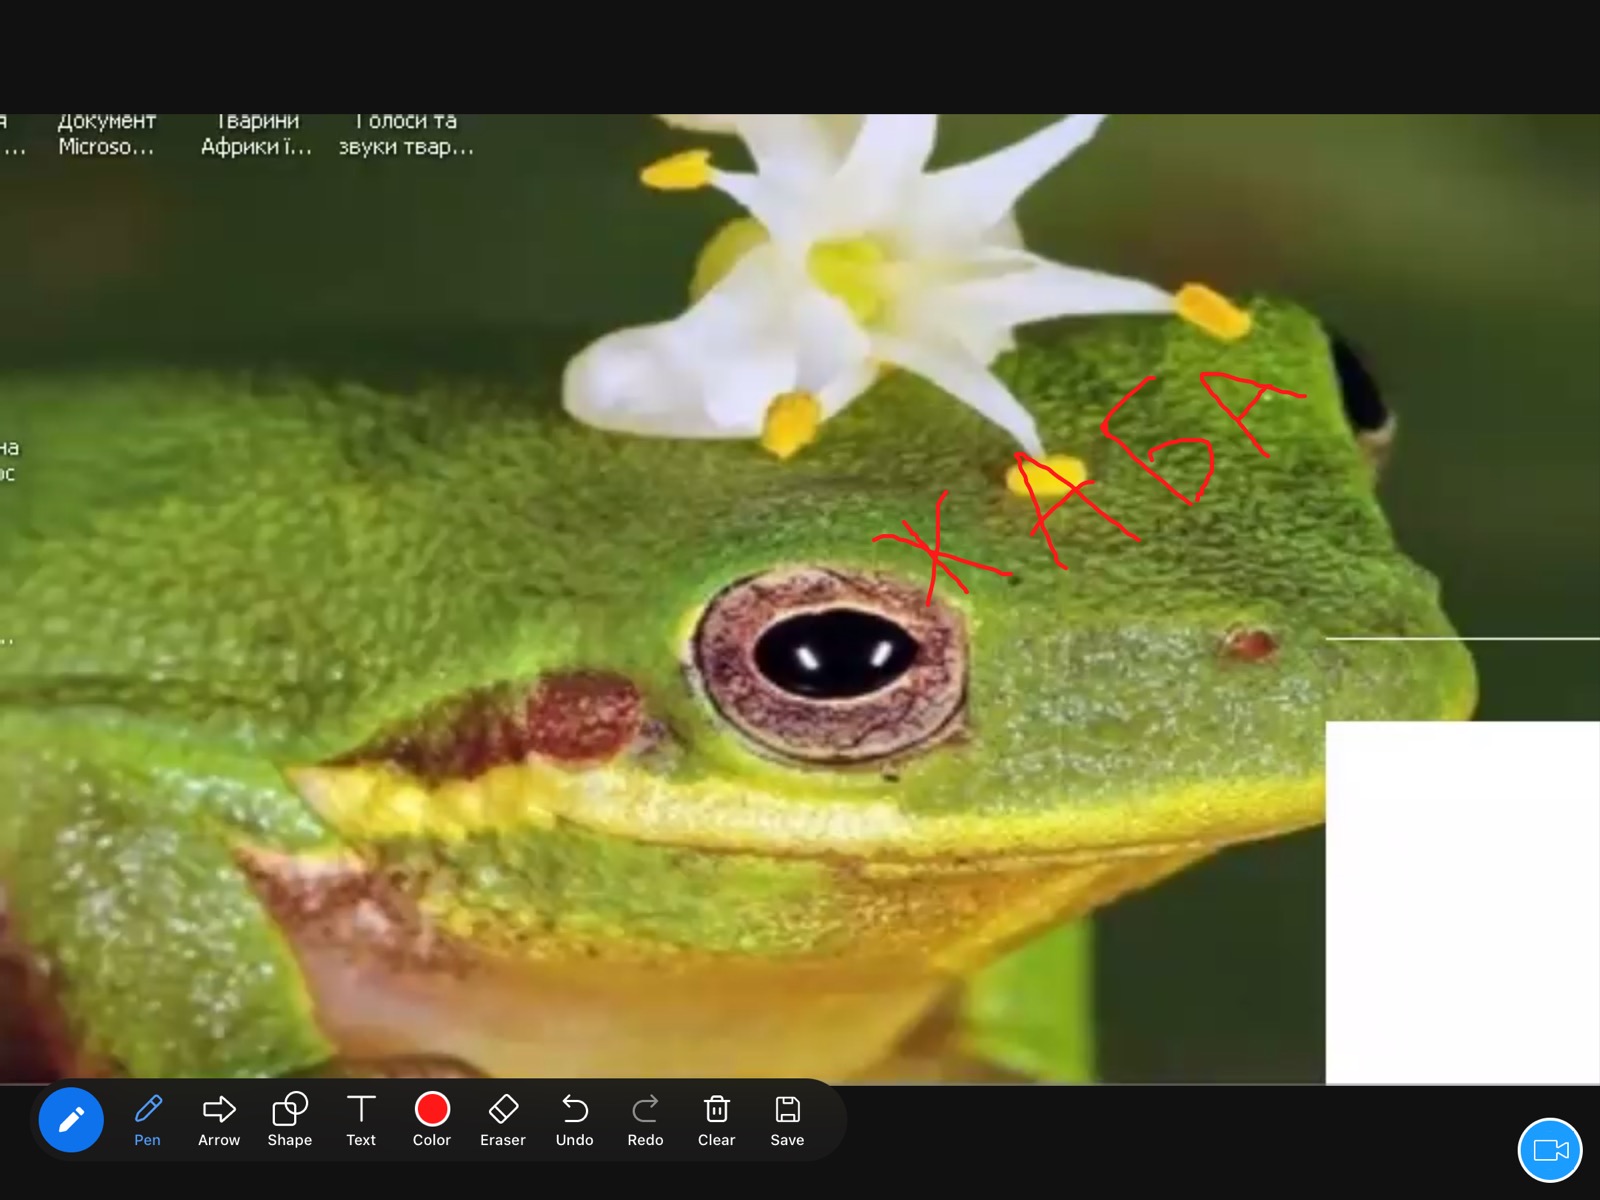 я
...
Документ
Microso...
Тварини
Африки ї...
Голоси та
звуки твар...
на
ос
..
ЖАБА
Pen
Arrow
Shape
Text
Color
Eraser
Undo
Redo
Clear
Save